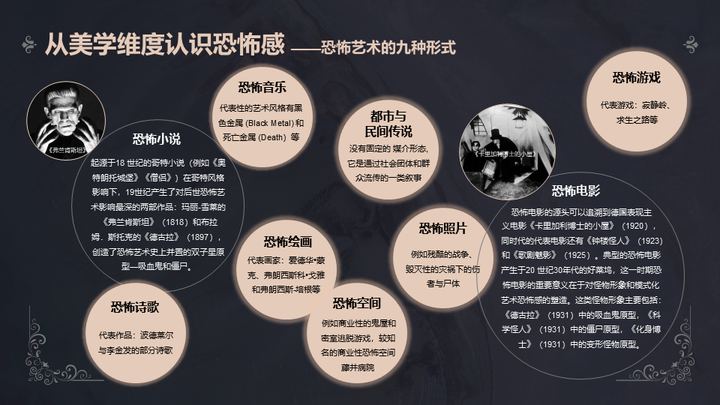 从美学维度认识恐怖感 ——恐怖艺术的九种形式
恐怖音乐
代表性的艺术风格有黑
色金属 (Black Metal) 和
死亡金属 (Death) 等
都市与
民间传说
没有固定的 媒介形态,
它是通过社会团体和群
众流传的一类叙事
恐怖游戏
代表游戏：寂静岭、
求生之路等
《弗兰肯斯坦》
恐怖小说
起源于18 世纪的哥特小说（例如《奥
特朗托城堡》《僧侣》）在哥特风格
影响下，19世纪产生了对后世恐怖艺
术影响最深的两部作品：玛丽·雪莱的
《弗兰肯斯坦》（1818）和布拉
姆．斯托克的《德古拉》（1897），
创造了恐怖艺术史上并置的双子星原
型—吸血鬼和僵尸。
《卡里加利博士的小屋》
恐怖电影
恐怖电影的源头可以追溯到德国表现主
义电影《卡里加利博士的小屋》（1920），
同时代的代表电影还有《钟楼怪人》（1923)
和《歌剧魅影》（1925）。典型的恐怖电影
产生于20 世纪30年代的好莱坞，这一时期恐
怖电影的重要意义在于对怪物形象和模式化
艺术恐怖感的塑造。这类怪物形象主要包括：
《德古拉》（1931）中的吸血鬼原型，《科
学怪人》（1931）中的僵尸原型，《化身博
士》（1931）中的变形怪物原型。
恐怖绘画
代表画家：爱德华·蒙
克、弗朗西斯科·戈雅
和弗朗西斯·培根等
恐怖照片
例如残酷的战争、
毁灭性的灾祸下的伤
者与尸体
恐怖诗歌
代表作品：波德莱尔
与李金发的部分诗歌
恐怖空间
例如商业性的鬼屋和
密室逃脱游戏，较知
名的商业性恐怖空间
藤井病院